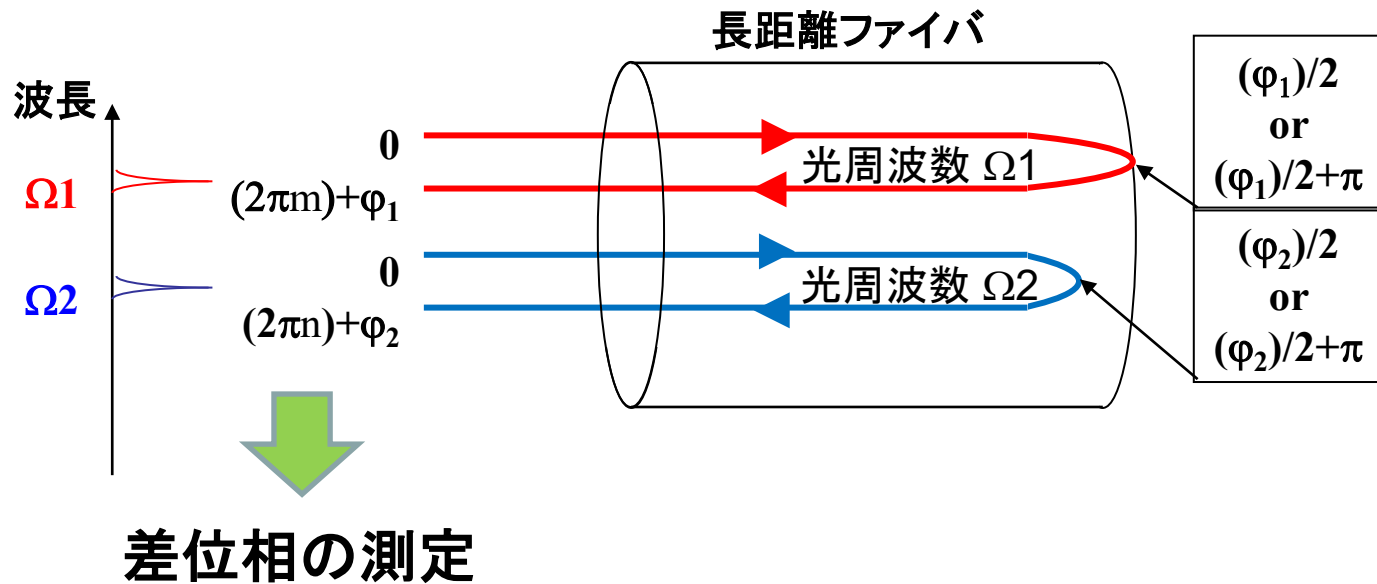 長距離ファイバ
波長
Ω1
Ω2
0
(2πm)+φ₁
0
(2πn)+φ₂
光周波数 Ω1
光周波数 Ω2
(φ₁)/2
or
(φ₁)/2+π
(φ₂)/2
or
(φ₂)/2+π
差位相の測定